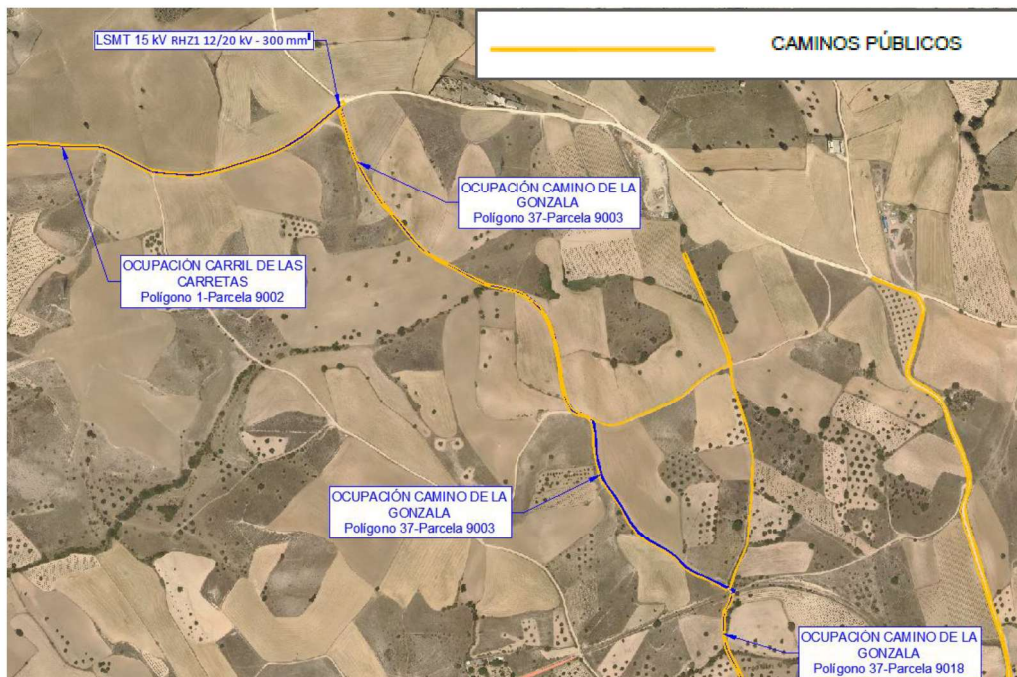 LSMT 15 kV RHZ1 12/20 kV - 300 mm²
CAMINOS PÚBLICOS
OCUPACIÓN CAMINO DE LA
GONZALA
Polígono 37-Parcela 9003
OCUPACIÓN CARRIL DE LAS
CARRETAS
Polígono 1-Parcela 9002
OCUPACIÓN CAMINO DE LA
GONZALA
Polígono 37-Parcela 9003
OCUPACIÓN CAMINO DE LA
GONZALA
Polígono 37-Parcela 9018